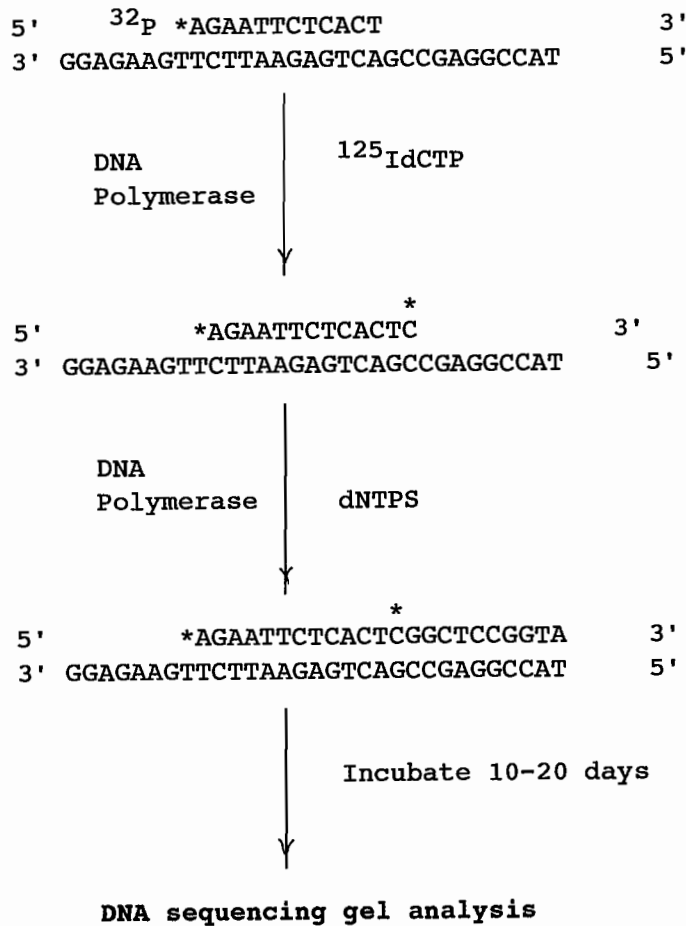 5' ³²P *AGAATTCTCACT 3'
3' GGAGAAGTTCTTAAGAGTCAGCCGAGGCCAT 5'
DNA Polymerase
¹²⁵IdCTP
*
5' *AGAATTCTCACTC 3'
3' GGAGAAGTTCTTAAGAGTCAGCCGAGGCCAT 5'
DNA Polymerase
dNTPS
*
5' *AGAATTCTCACTCGGCTCCGGTA 3'
3' GGAGAAGTTCTTAAGAGTCAGCCGAGGCCAT 5'
Incubate 10-20 days
DNA sequencing gel analysis